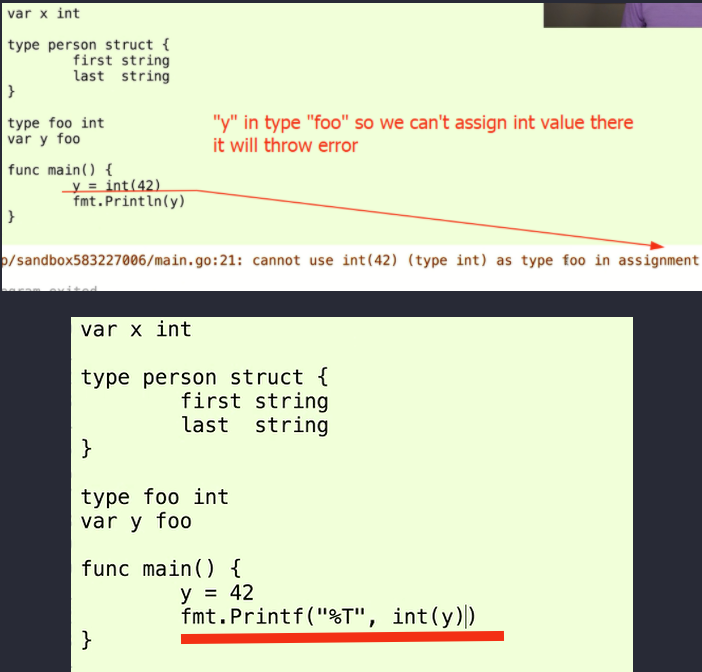 var x int
type person struct {
first string
last string
}
type foo int
var y foo
"y" in type "foo" so we can't assign int value there
it will throw error
func main() {
y = int(42)
fmt.Println(y)
}
p/sandbox583227006/main.go:21: cannot use int(42) (type int) as type foo in assignment
var x int
type person struct {
first string
last string
}
type foo int
var y foo
func main() {
y = 42
fmt.Printf("%T", int(y))
}